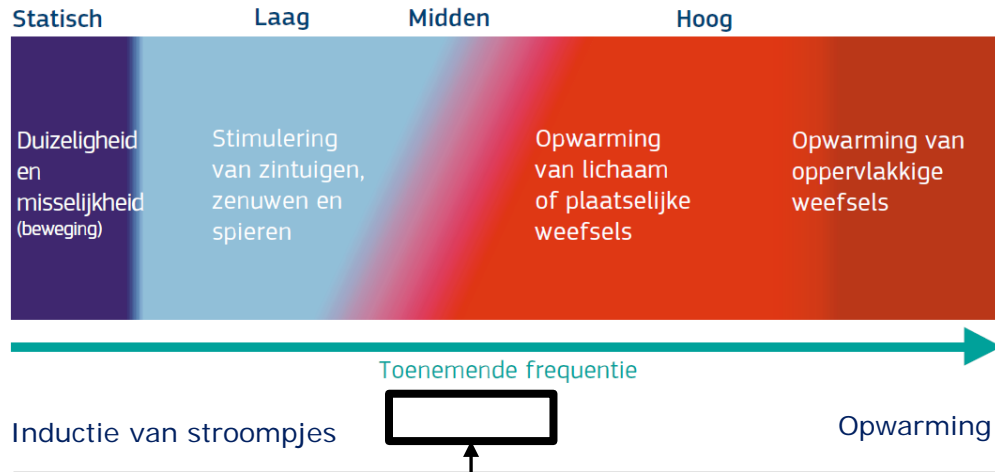 Statisch Laag Midden Hoog
Duizeligheid
en
misselijkheid
(beweging)
Stimulering
van zintuigen,
zenuwen en
spieren
Opwarming
van lichaam
of plaatselijke
weefsels
Opwarming van
oppervlakkige
weefsels
Toenemende frequentie
Inductie van stroompjes
Opwarming